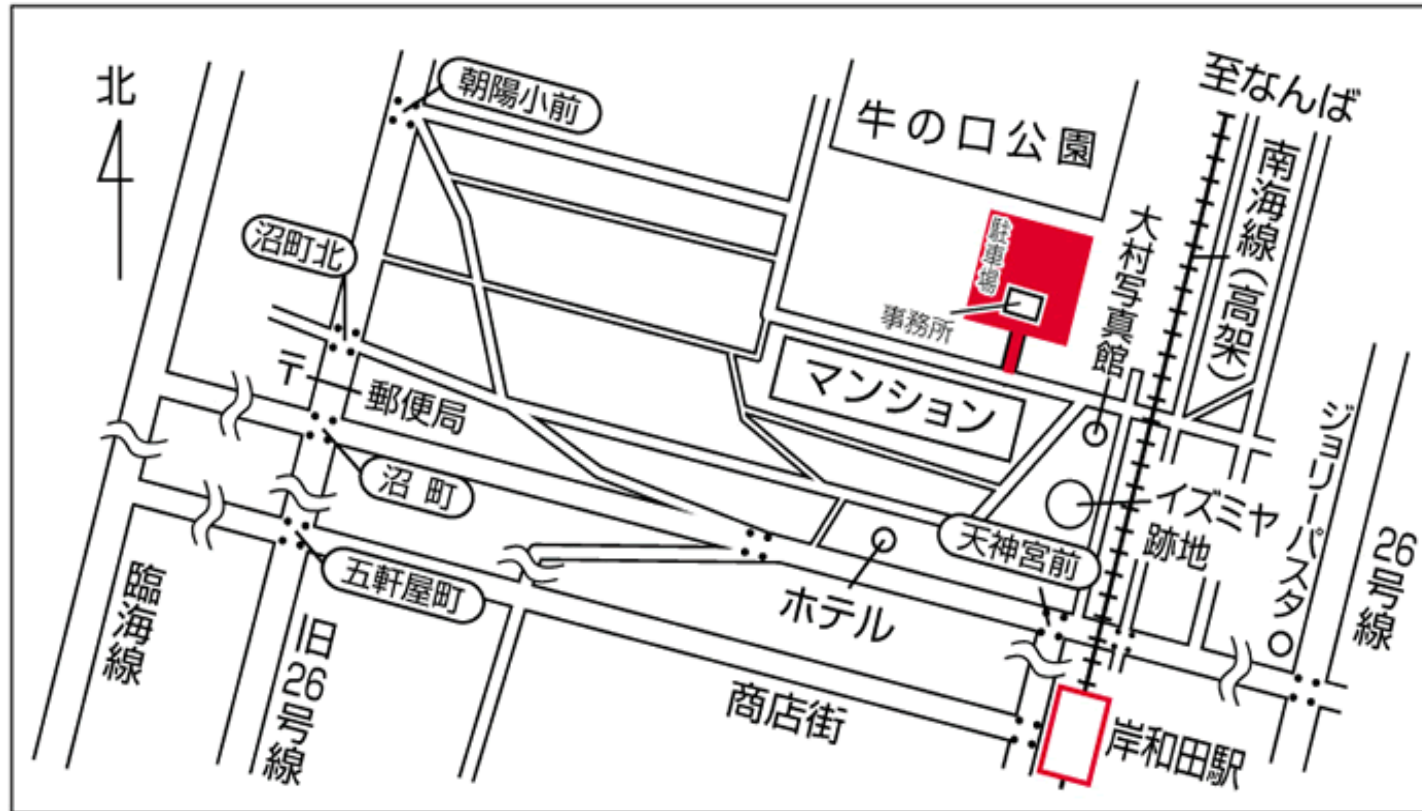 北
朝陽小前
牛の口公園
至なんば
南海線(高架)
沼町北
駐車場
事務所
大村写真館
〒
郵便局
マンション
沼町
ジョリーパスタ
イズミヤ
跡地
天神宮前
26号線
五軒屋町
ホテル
臨海線
旧26号線
商店街
岸和田駅